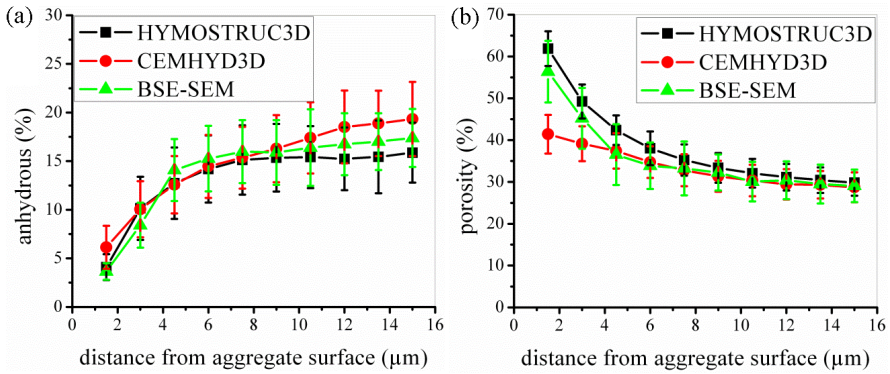 (a)
HYMOSTRUC3D
CEMHYD3D
BSE-SEM
anhydrous (%)
30
25
20
15
10
5
0
0 2 4 6 8 10 12 14 16
distance from aggregate surface (µm)
(b)
HYMOSTRUC3D
CEMHYD3D
BSE-SEM
porosity (%)
70
60
50
40
30
20
10
0
0 2 4 6 8 10 12 14 16
distance from aggregate surface (µm)